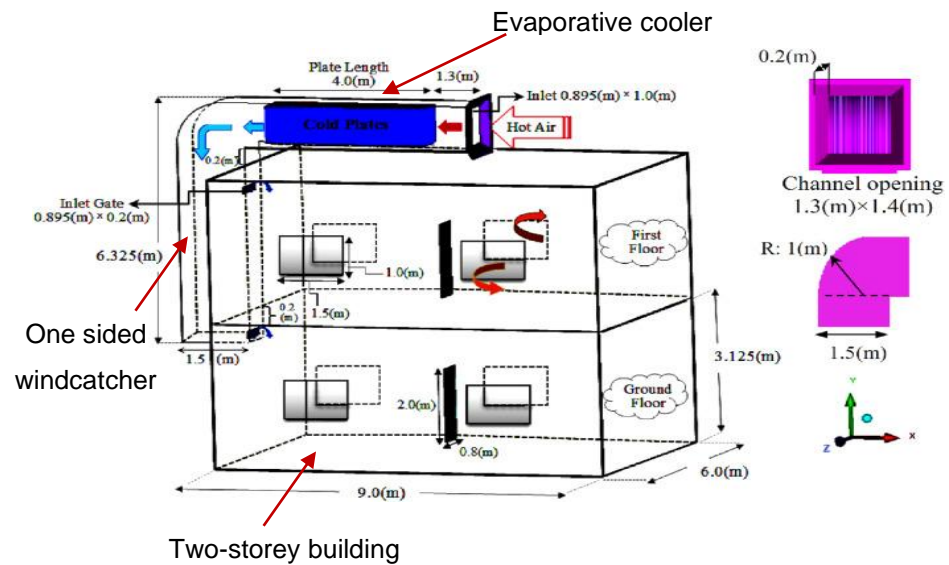 Evaporative cooler
Plate Length
4.0(m)
1.3(m)
Inlet 0.895(m) × 1.0(m)
Cold Plates
Hot Air
0.2(m)
Channel opening
1.3(m)×1.4(m)
0.2(m)
Inlet Gate
0.895(m) × 0.2(m)
6.325(m)
First
Floor
1.0(m)
1.5(m)
R: 1(m)
1.5(m)
0.2
(m)
One sided
windcatcher
1.5 (m)
3.125(m)
2.0(m)
0.8(m)
Ground
Floor
Y
X
Z
6.0(m)
9.0(m)
Two-storey building